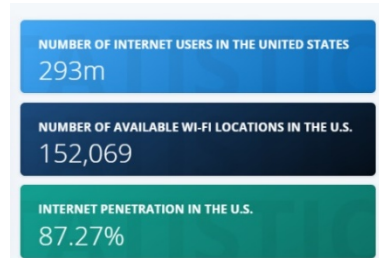 NUMBER OF INTERNET USERS IN THE UNITED STATES
293m
NUMBER OF AVAILABLE WI-FI LOCATIONS IN THE U.S.
152,069
INTERNET PENETRATION IN THE U.S.
87.27%